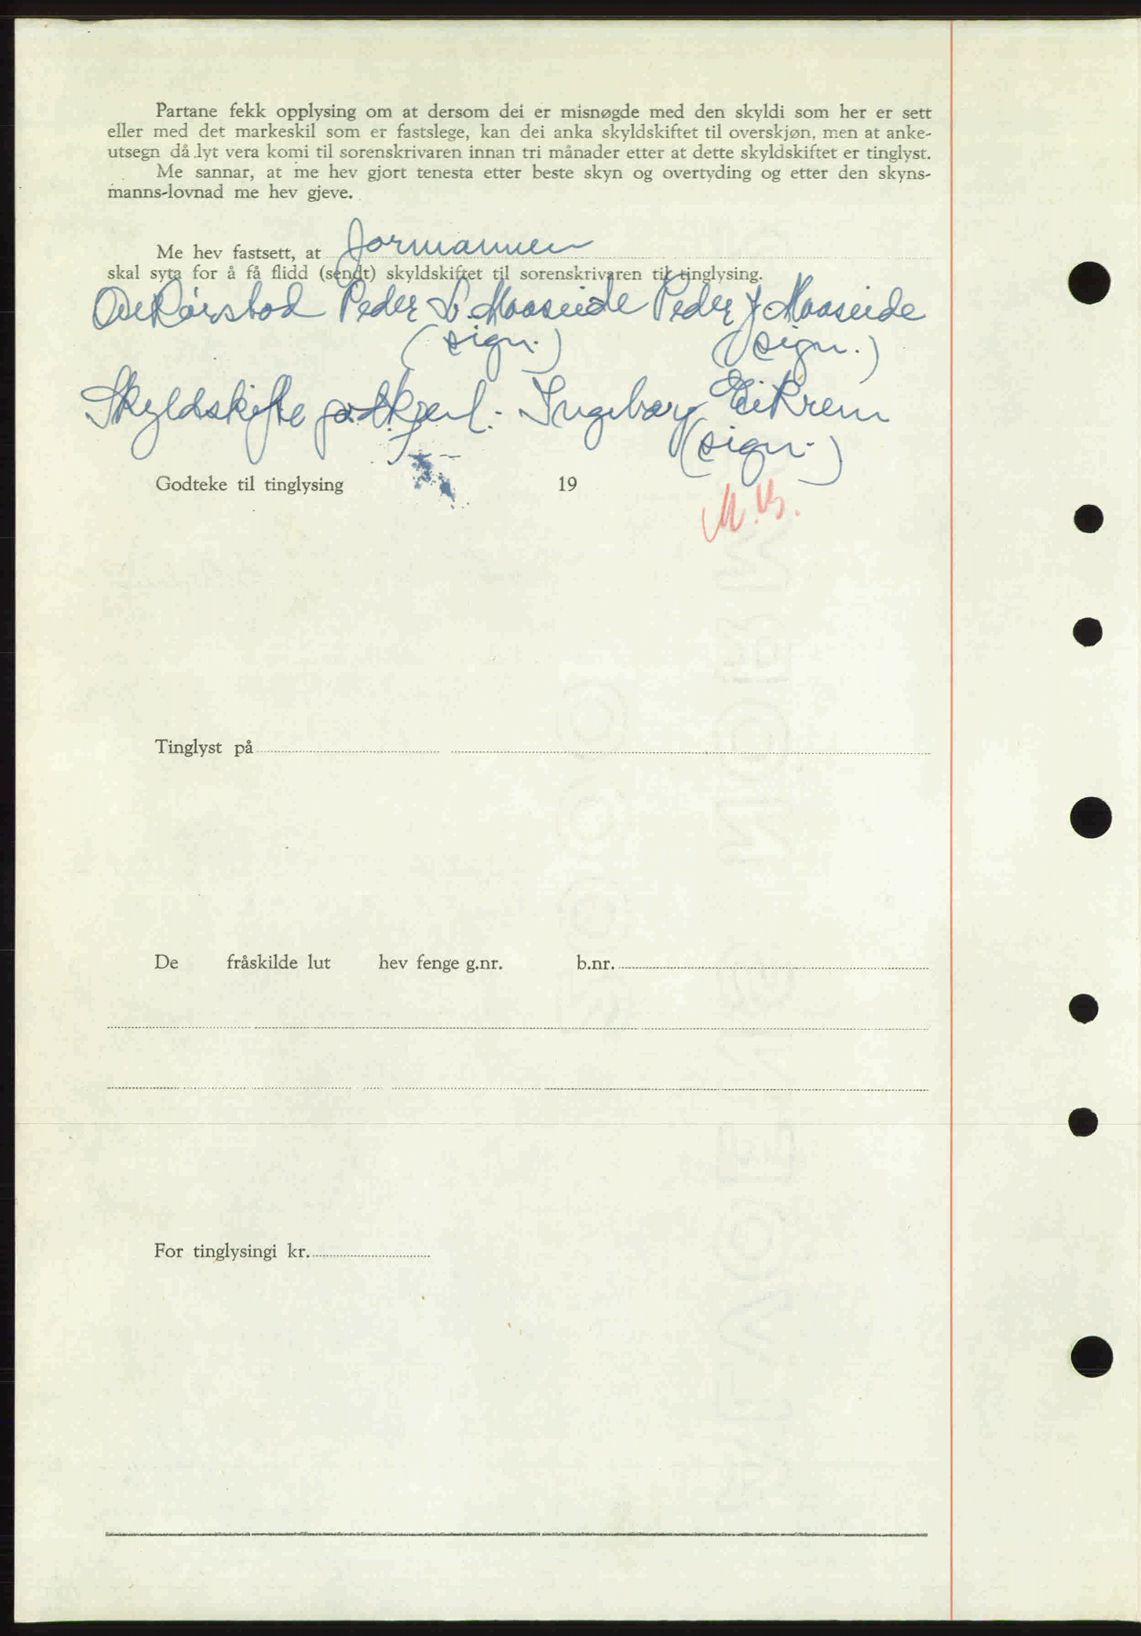 Partane fekk opplysing om at dersom dei er misnøgde med den skyldi som her er sett
eller med det markeskil som er fastslege, kan dei anka skyldskiftet til overskjøn, men at anke-
utsegn då lyt vera komi til sorenskrivaren innan tri månader etter at dette skyldskiftet er tinglyst.
Me sannar, at me hev gjort tenesta etter beste skyn og overtyding og etter den skyns-
manns-lovnad me hev gjeve.
Me hev fastsett, at formannen
skal syta for å få flidd (sendt) skyldskiftet til sorenskrivaren til tinglysing.
Peder Maaseide Peder J Maaseide
(sign.) (sign.)
Skyldskifte godkjent. Ingeborg Eikrem
(sign.)
Godteke til tinglysing 19
Tinglyst på
De fråskilde lut hev fenge g.nr. b.nr.
For tinglysingi kr.